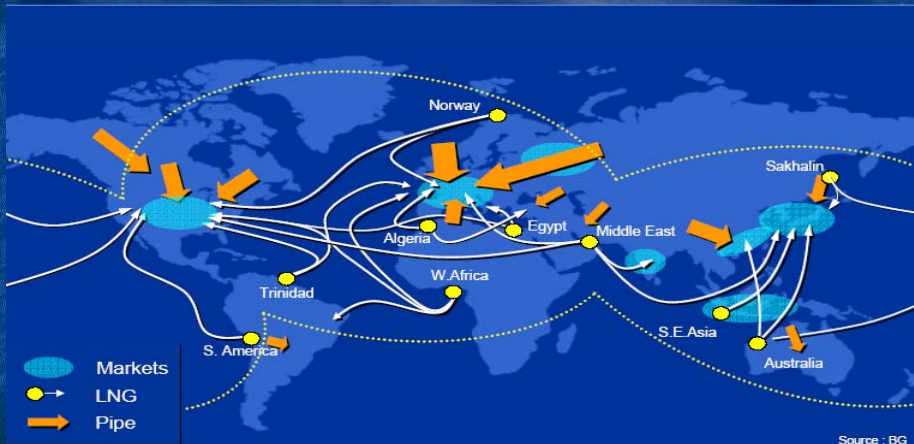 Norway
Sakhalin
Algeria
Egypt
Middle East
Trinidad
W.Africa
S. America
S.E.Asia
Australia
Markets
LNG
Pipe
Source : BG